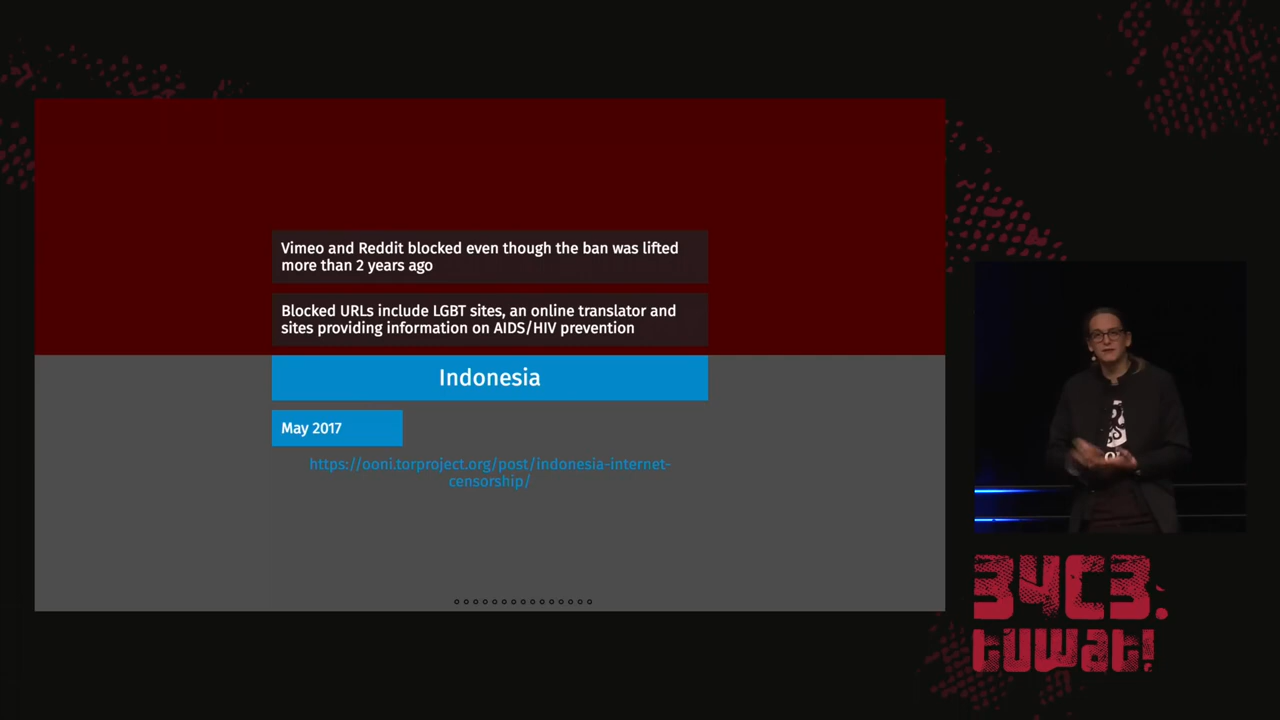 Vimeo and Reddit blocked even though the ban was lifted
more than 2 years ago
Blocked URLs include LGBT sites, an online translator and
sites providing information on AIDS/HIV prevention
Indonesia
May 2017
https://ooni.torproject.org/post/indonesia-internet-
censorship/
34C3.
tuwat!